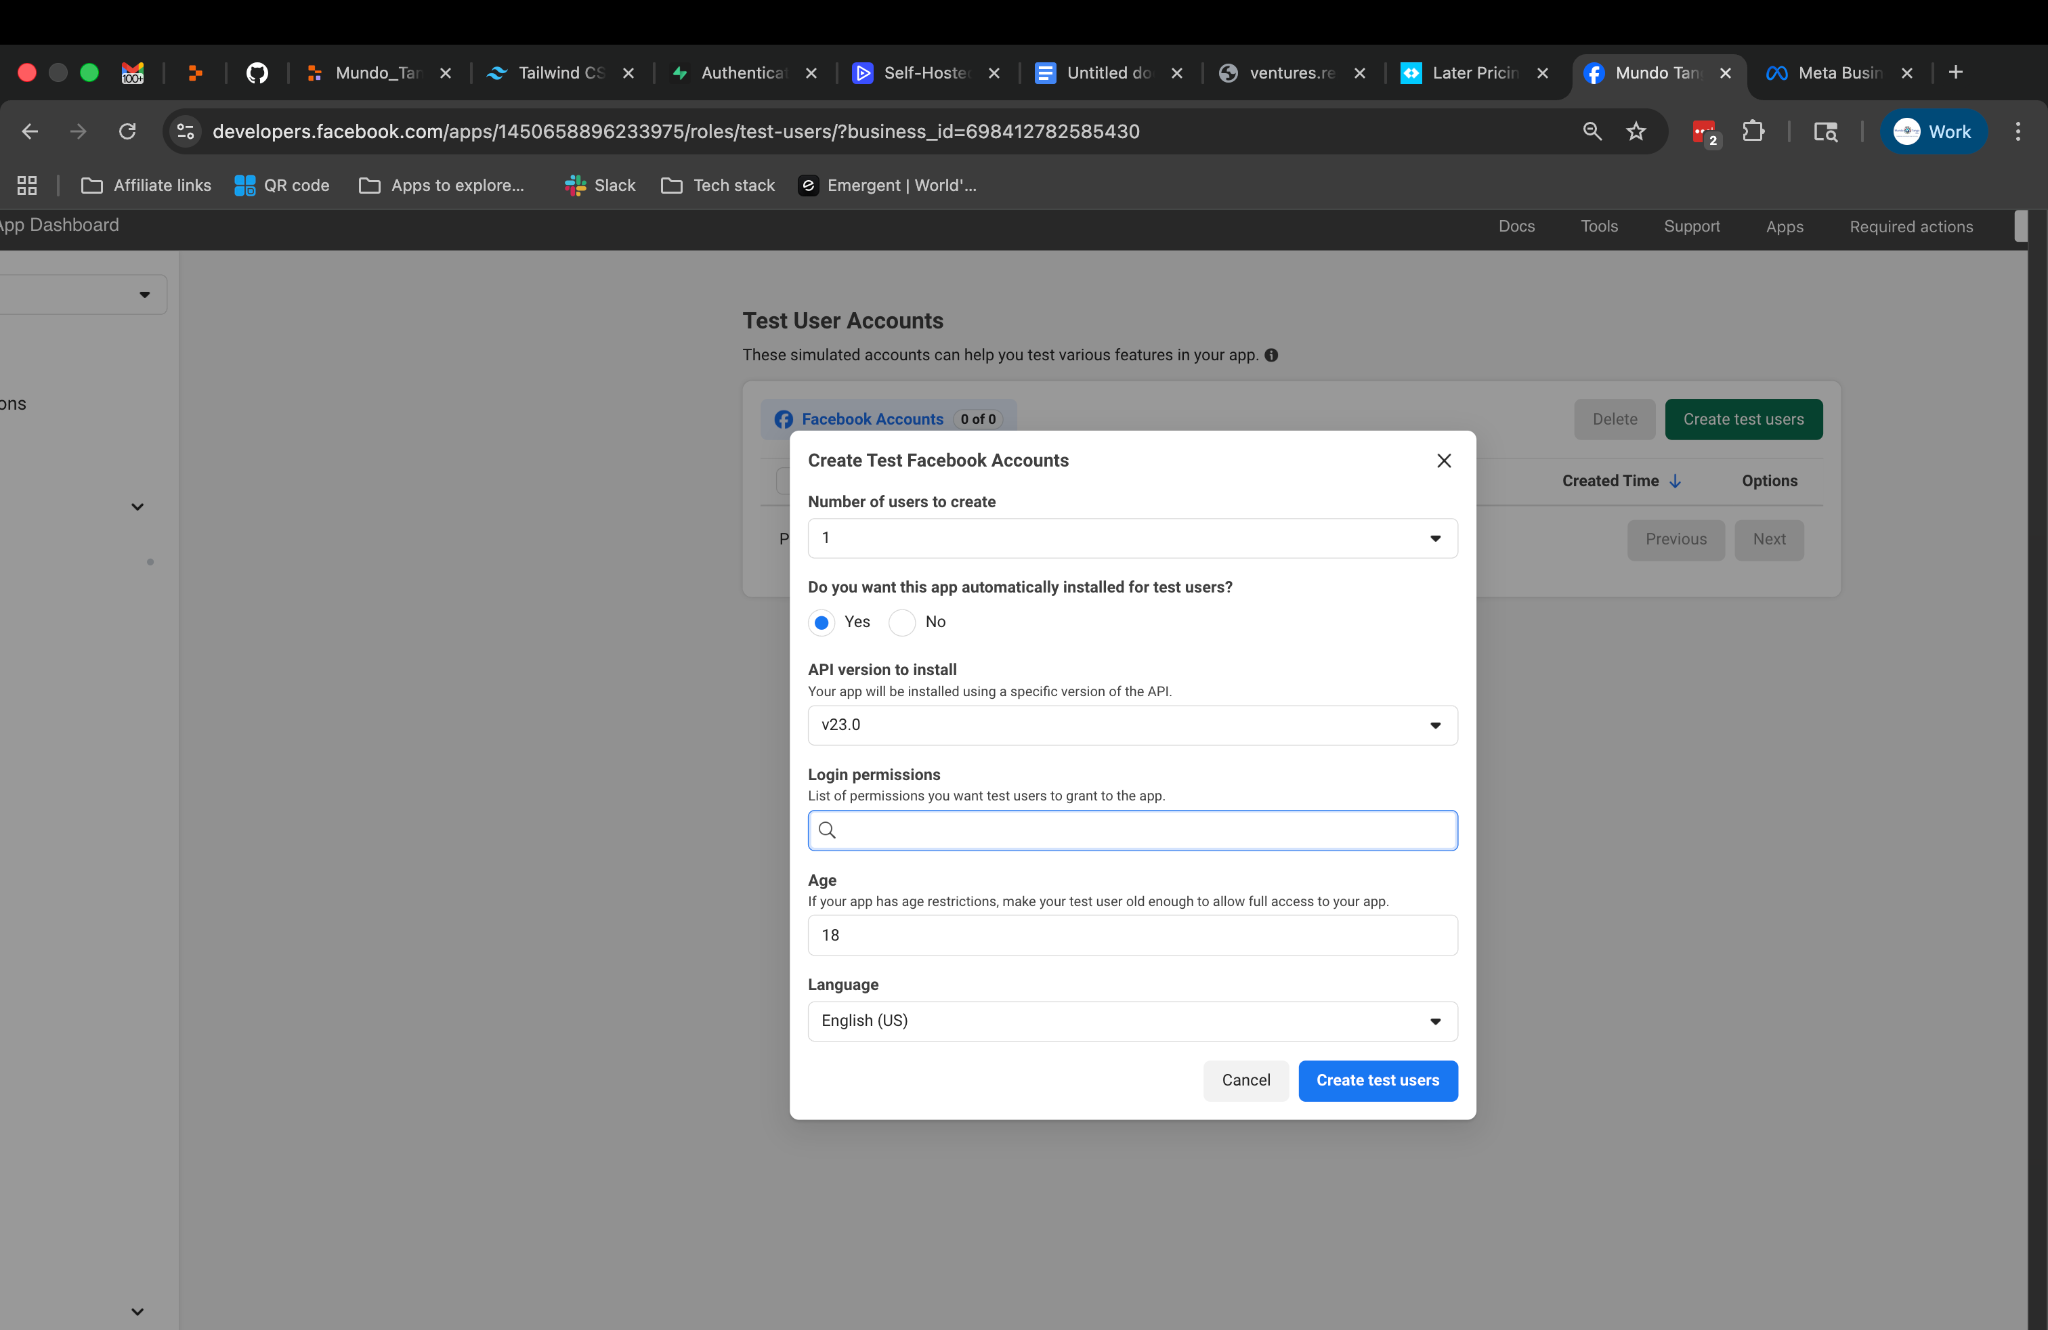 100+
Mundo_Tan
Tailwind CS
Authenticat
Self-Hoste
Untitled do
ventures.re
Later Pricin
Mundo Tan
Meta Busin
developers.facebook.com/apps/1450658896233975/roles/test-users/?business_id=698412782585430
2
Work
Affiliate links
QR code
Apps to explore...
Slack
Tech stack
Emergent | World'...
App Dashboard
Docs
Tools
Support
Apps
Required actions
ons
Test User Accounts
These simulated accounts can help you test various features in your app.
Facebook Accounts 0 of 0
Delete
Create test users
Created Time
Options
P
Previous
Next
Create Test Facebook Accounts
Number of users to create
1
Do you want this app automatically installed for test users?
Yes No
API version to install
Your app will be installed using a specific version of the API.
v23.0
Login permissions
List of permissions you want test users to grant to the app.
Age
If your app has age restrictions, make your test user old enough to allow full access to your app.
18
Language
English (US)
Cancel
Create test users